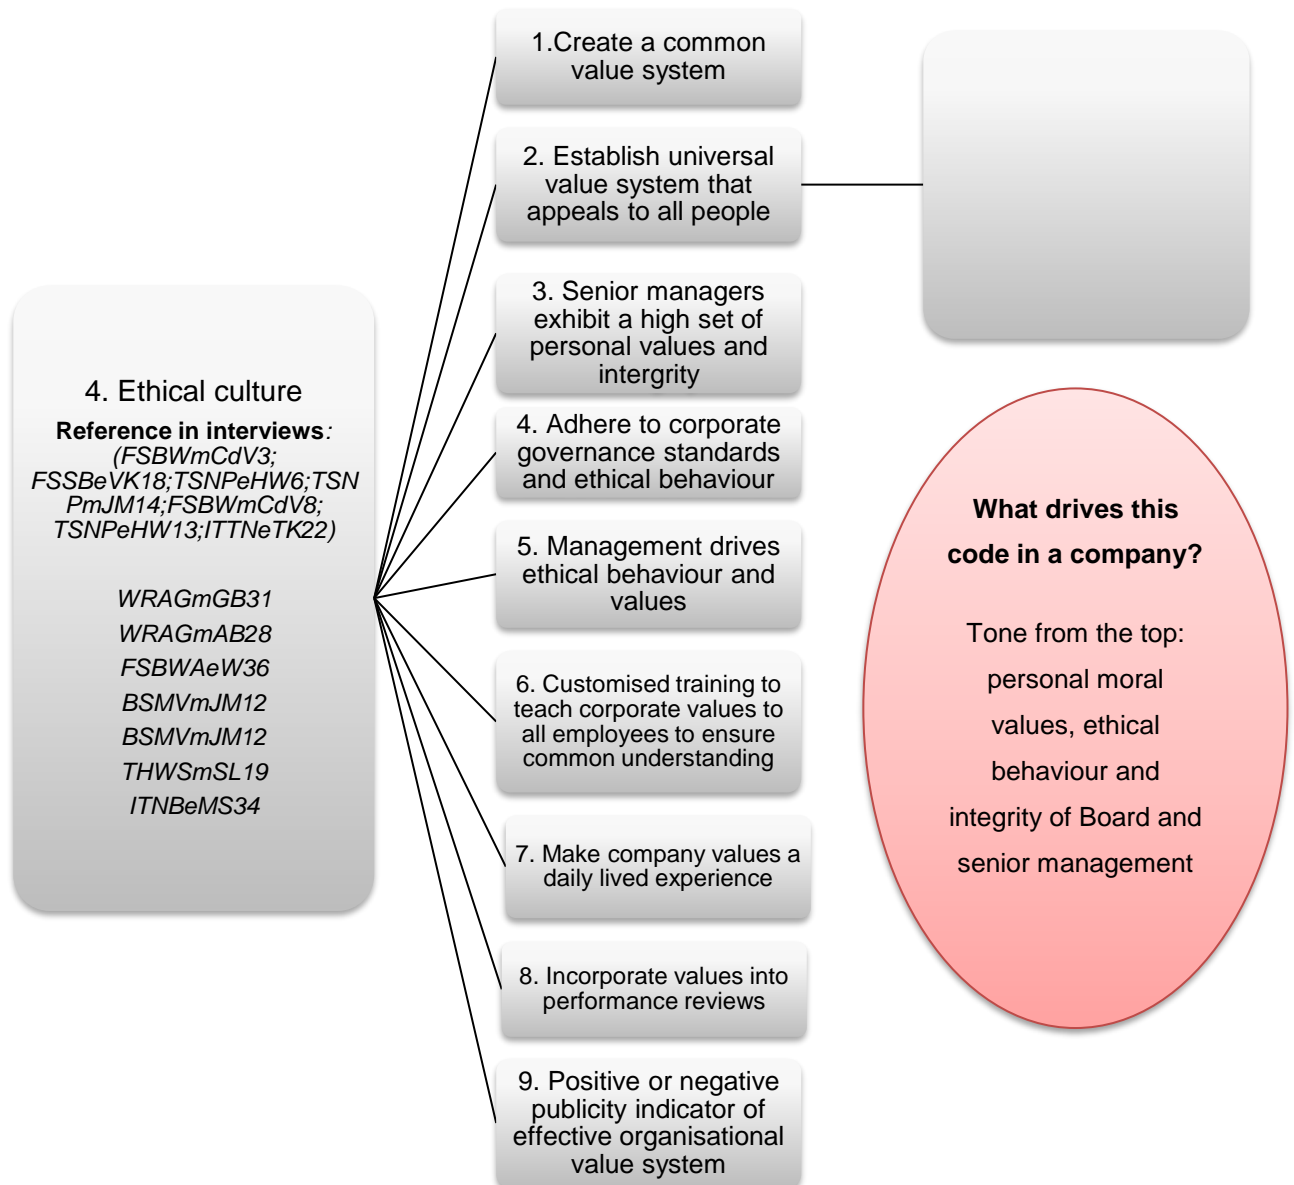 4. Ethical culture
Reference in interviews:
(FSBWmCdV3;
FSSBeVK18;TSNPeHW6;TSN
PmJM14;FSBWmCdV8;
TSNPeHW13;ITTNeTK22)
WRAGmGB31
WRAGmAB28
FSBWAeW36
BSMVmJM12
BSMVmJM12
THWSmSL19
ITNBeMS34
1.Create a common
value system
2. Establish universal
value system that
appeals to all people
3. Senior managers
exhibit a high set of
personal values and
intergrity
4. Adhere to corporate
governance standards
and ethical behaviour
5. Management drives
ethical behaviour and
values
6. Customised training to
teach corporate values to
all employees to ensure
common understanding
7. Make company values a
daily lived experience
8. Incorporate values into
performance reviews
9. Positive or negative
publicity indicator of
effective organisational
value system
What drives this
code in a company?
Tone from the top:
personal moral
values, ethical
behaviour and
integrity of Board and
senior management